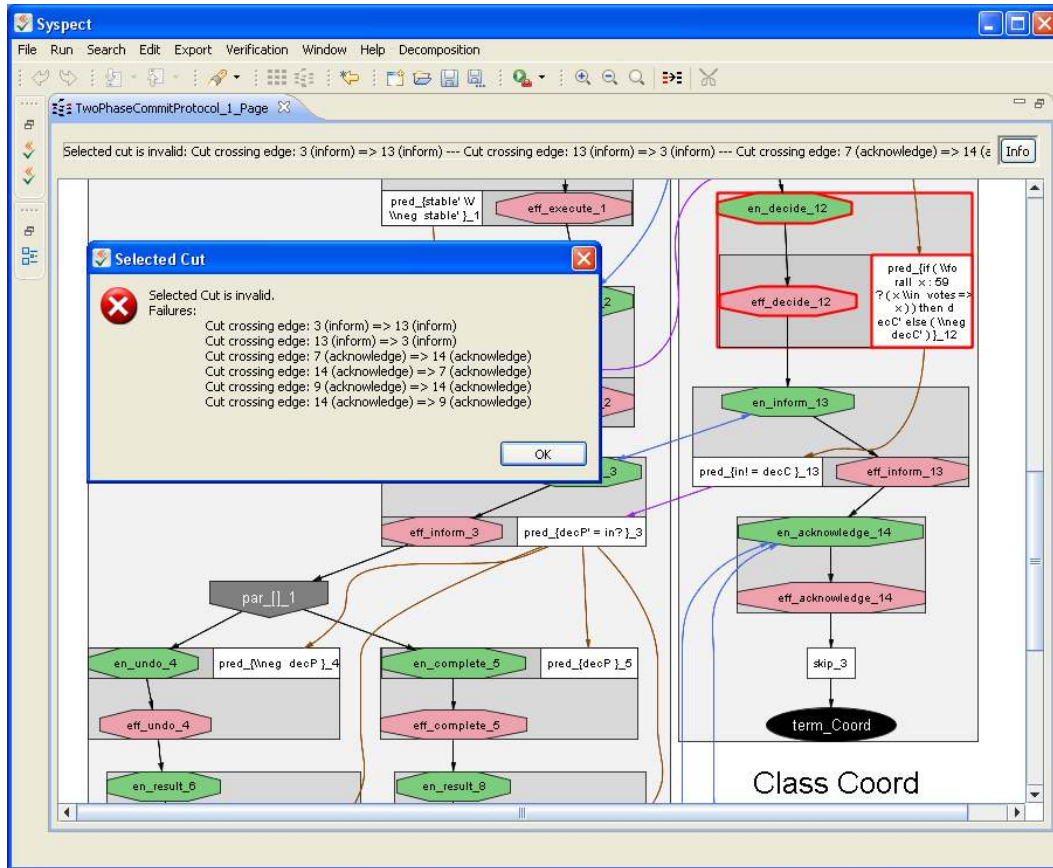 Syspect
File Run Search Edit Export Verification Window Help Decomposition
TwoPhaseCommitProtocol_1_Page
Selected cut is invalid: Cut crossing edge: 3 (inform) => 13 (inform) --- Cut crossing edge: 13 (inform) => 3 (inform) --- Cut crossing edge: 7 (acknowledge) => 14 (a
Info
pred_{stable' \V
\\neg stable' }_1
eff_execute_1
en_decide_12
Selected Cut
Selected Cut is invalid.
Failures:
Cut crossing edge: 3 (inform) => 13 (inform)
Cut crossing edge: 13 (inform) => 3 (inform)
Cut crossing edge: 7 (acknowledge) => 14 (acknowledge)
Cut crossing edge: 14 (acknowledge) => 7 (acknowledge)
Cut crossing edge: 9 (acknowledge) => 14 (acknowledge)
Cut crossing edge: 14 (acknowledge) => 9 (acknowledge)
OK
_2
_2
_3
eff_decide_12
pred_{if ( \\fo
rall x : 59
? ( x \\in votes =>
x ) ) then d
ecC' else ( \\neg
decC' ) }_12
en_inform_13
pred_{in! = decC }_13
eff_inform_13
eff_inform_3
pred_{decP' = in? }_3
en_acknowledge_14
eff_acknowledge_14
par_[]_1
en_undo_4
pred_{\\neg decP }_4
en_complete_5
pred_{decP }_5
skip_3
eff_undo_4
eff_complete_5
term_Coord
en_result_6
en_result_8
Class Coord